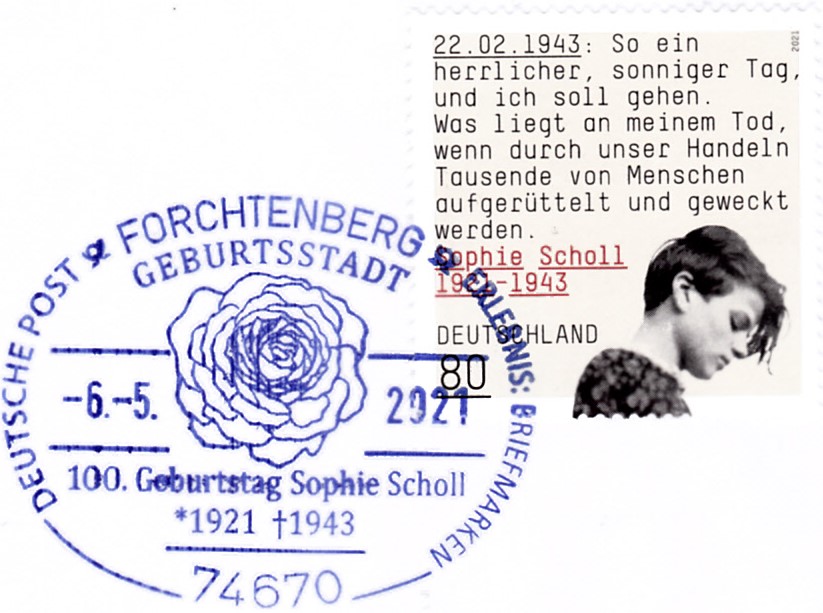 22.02.1943: So ein
herrlicher, sonniger Tag,
und ich soll gehen.
Was liegt an meinem Tod,
wenn durch unser Handeln
Tausende von Menschen
aufgerüttelt und geweckt
werden.
Sophie Scholl
1921-1943
DEUTSCHLAND
80
2021
DEUTSCHE POST FORCHTENBERG ERLEBNIS: BRIEFMARKEN
GEBURTSSTADT
-6.-5. 2021
100. Geburtstag Sophie Scholl
*1921 †1943
74670